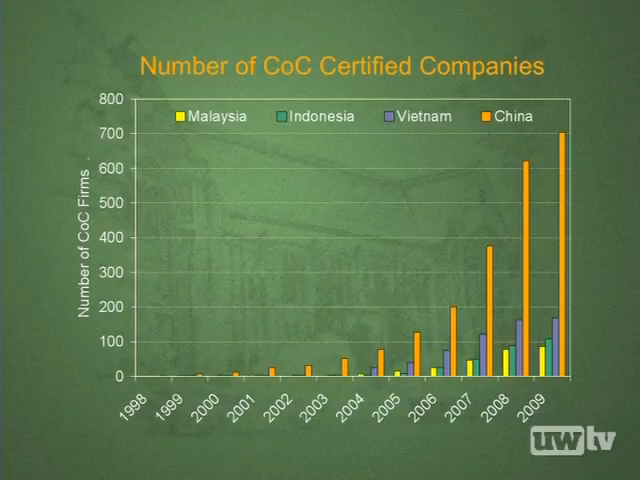 Number of CoC Certified Companies
Number of CoC Firms .
Malaysia Indonesia Vietnam China
800
700
600
500
400
300
200
100
0
1998 1999 2000 2001 2002 2003 2004 2005 2006 2007 2008 2009
uwtv